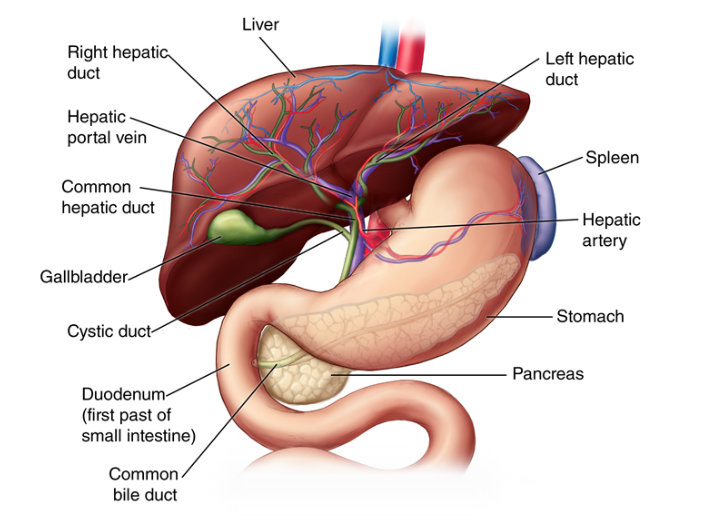 Liver
Right hepatic
duct
Left hepatic
duct
Hepatic
portal vein
Spleen
Common
hepatic duct
Hepatic
artery
Gallbladder
Stomach
Cystic duct
Pancreas
Duodenum
(first past of
small intestine)
Common
bile duct